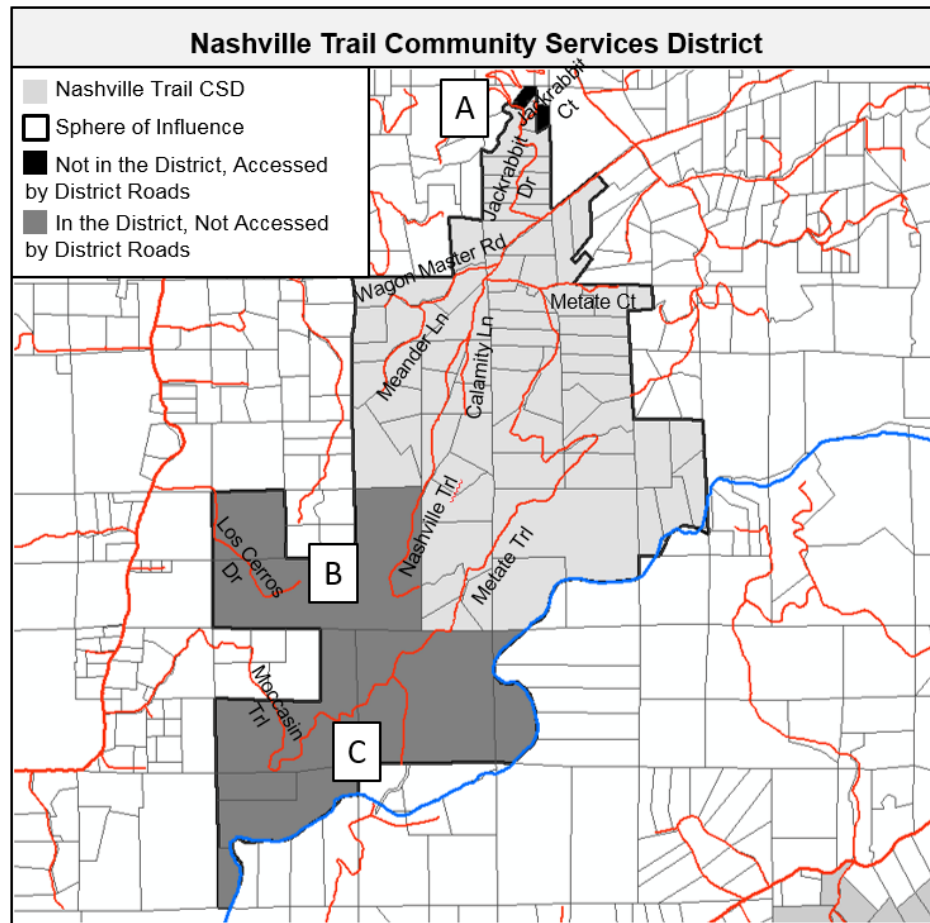 Nashville Trail Community Services District
Nashville Trail CSD
Sphere of Influence
Not in the District, Accessed
by District Roads
In the District, Not Accessed
by District Roads
A
Jackrabbit
Ct
Jackrabbit
Dr
Wagon Master Rd
Metate Ct
Meander Ln
Calamity Ln
Nashville Trl
Metate Trl
Los Cerros
Dr
B
Moccasin
Trl
C